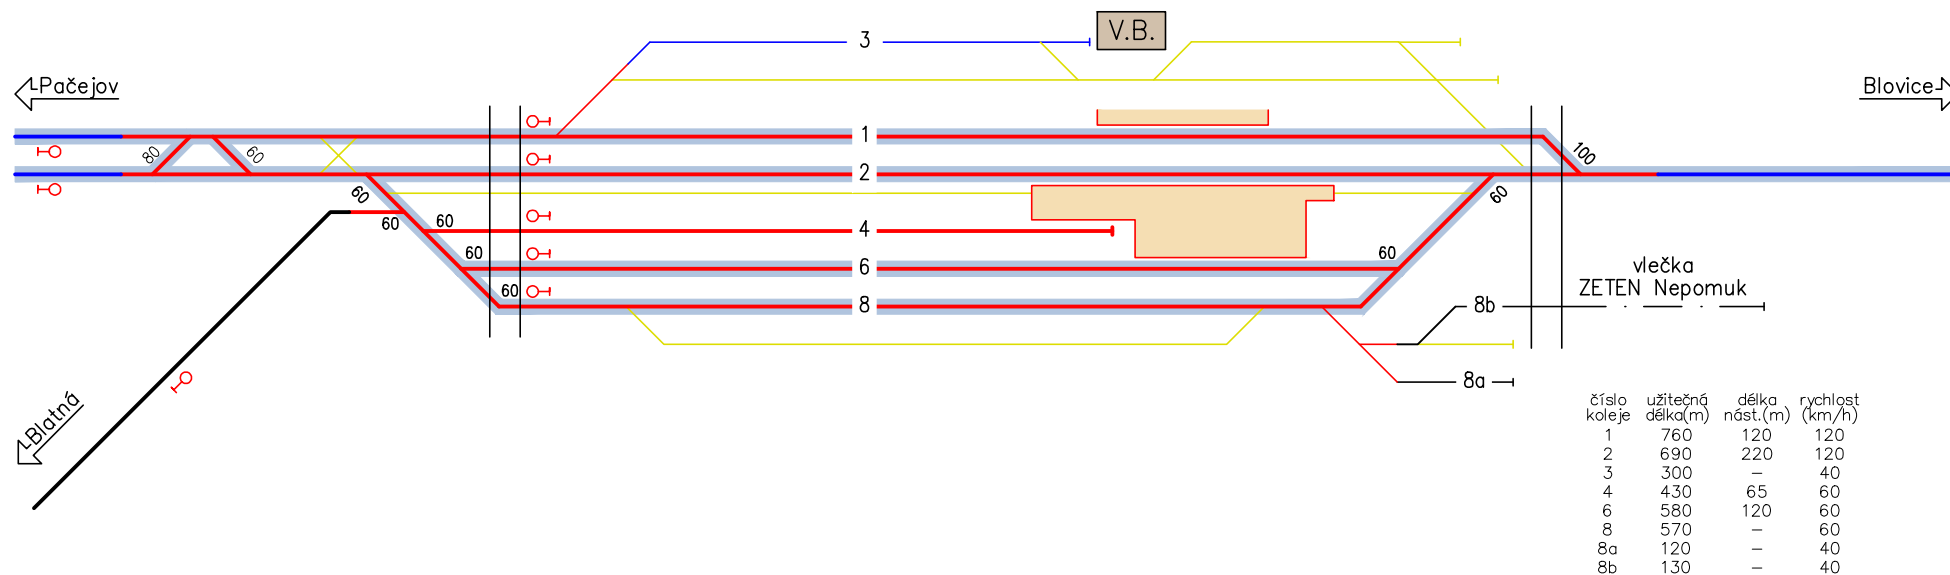 3
V.B.
Pačejov
Blovice
1
80
60
100
2
60
60
60
60
4
60
60
6
60
8
8b
vlečka
ZETEN Nepomuk
8a
Blatná
číslo koleje užitečná délka(m) délka nást.(m) rychlost (km/h)
1 760 120 120
2 690 220 120
3 300 – 40
4 430 65 60
6 580 120 60
8 570 – 60
8a 120 – 40
8b 130 – 40